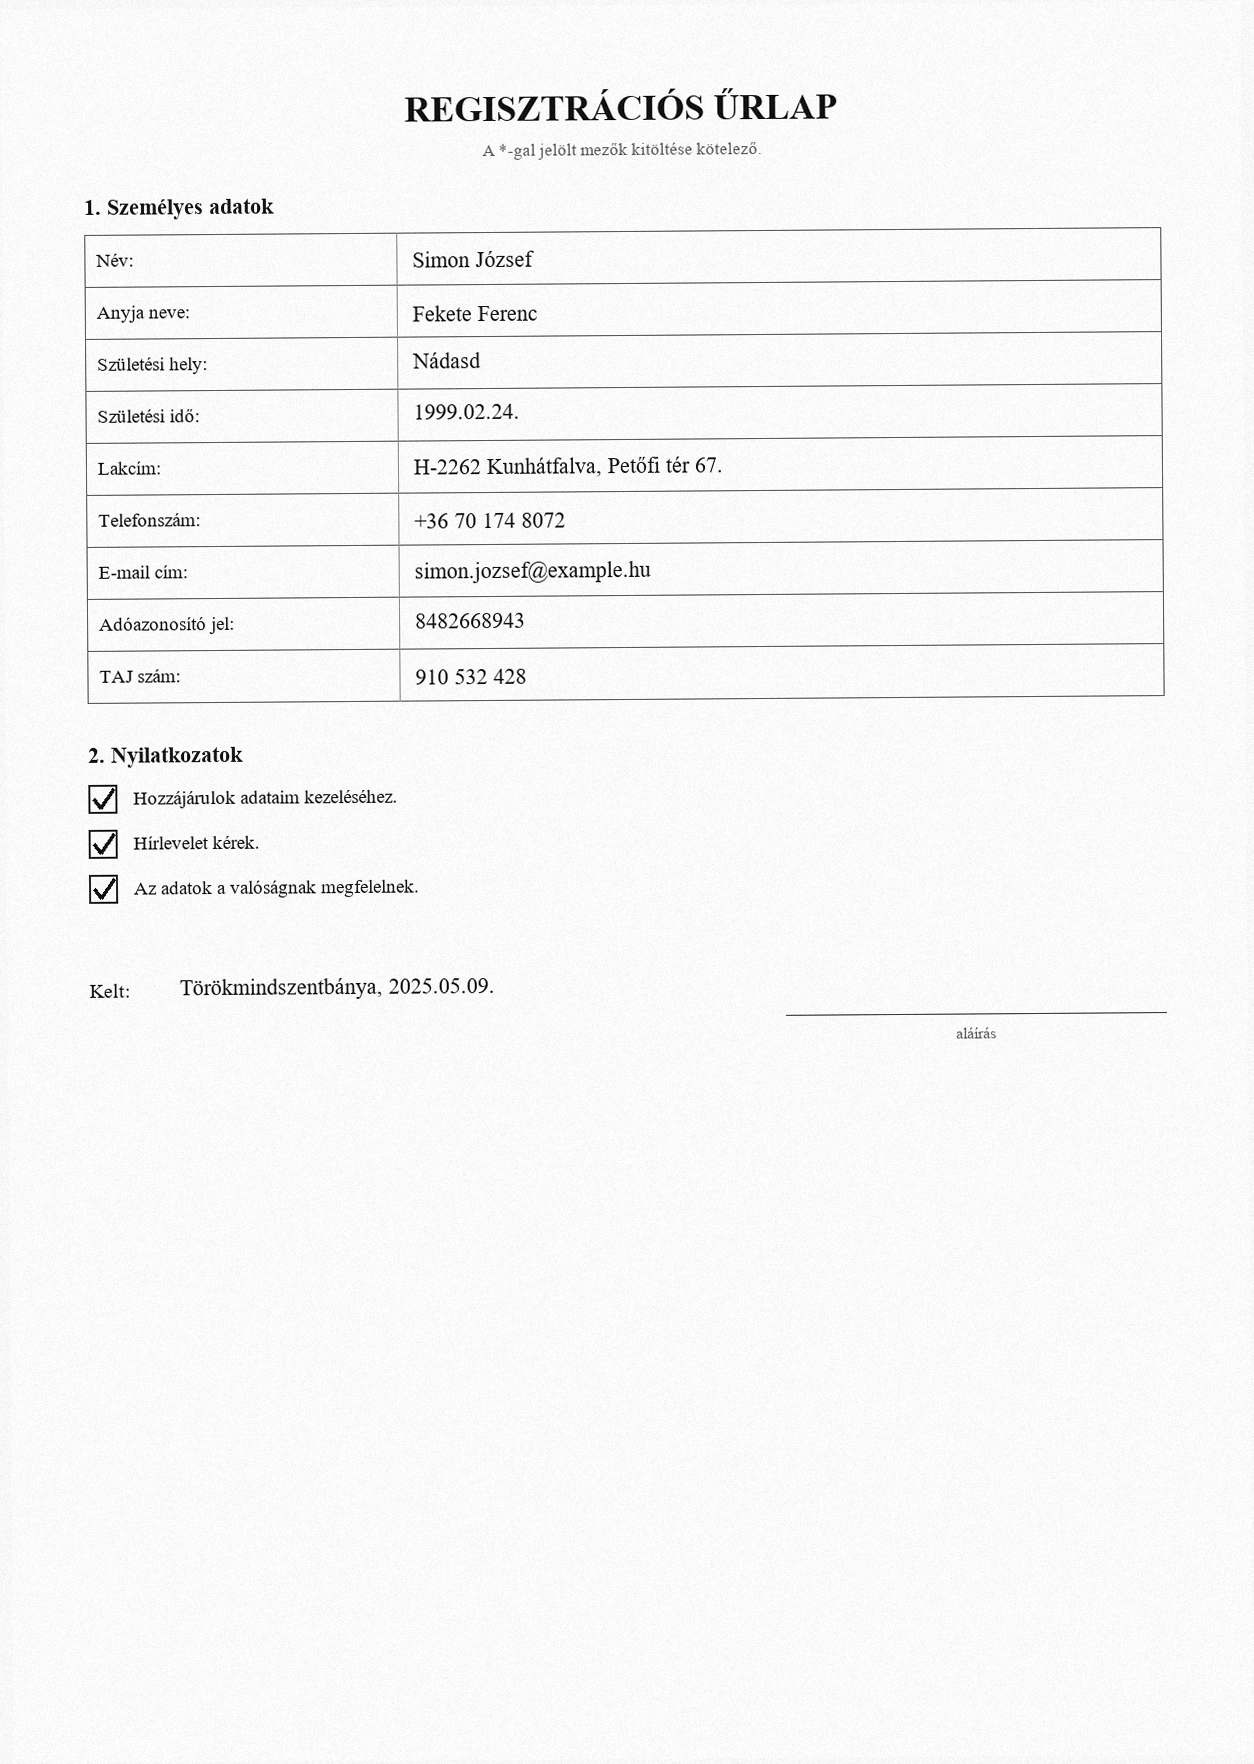 REGISZTRÁCIÓS ŰRLAP
A *-gal jelölt mezők kitöltése kötelező.
1. Személyes adatok
Név: Simon József
Anyja neve: Fekete Ferenc
Születési hely: Nádasd
Születési idő: 1999.02.24.
Lakcím: H-2262 Kunhátfalva, Petőfi tér 67.
Telefonszám: +36 70 174 8072
E-mail cím: simon.jozsef@example.hu
Adóazonosító jel: 8482668943
TAJ szám: 910 532 428
2. Nyilatkozatok
Hozzájárulok adataim kezeléséhez.
Hírlevelet kérek.
Az adatok a valóságnak megfelelnek.
Kelt: Törökmindszentbánya, 2025.05.09.
aláírás